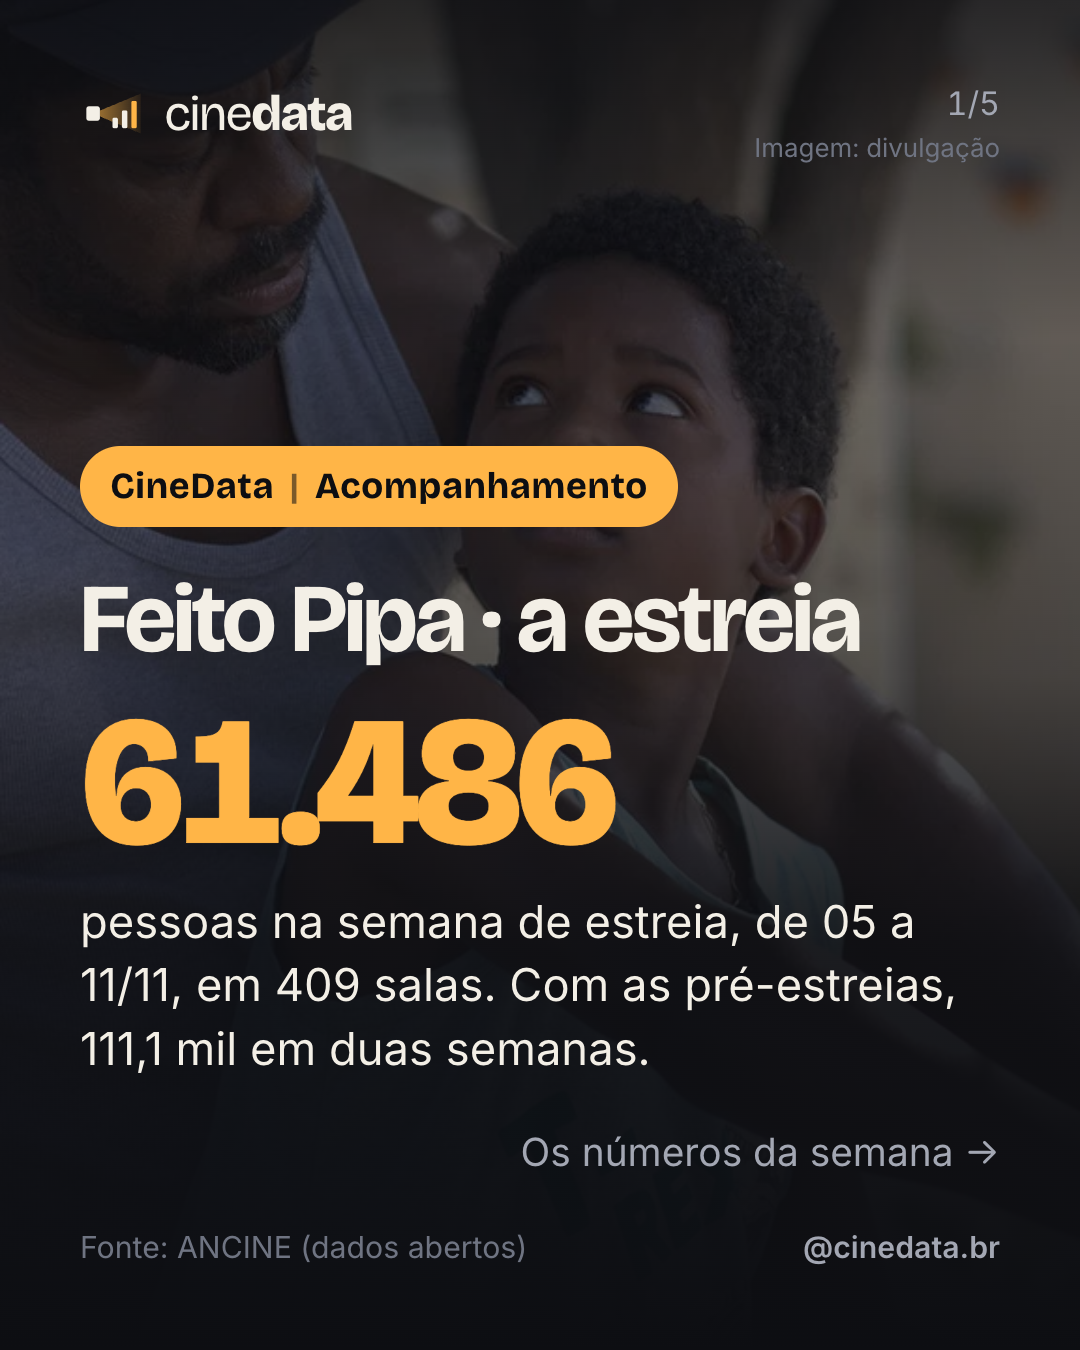 cinedata
1/5
Imagem: divulgação
CineData | Acompanhamento
Feito Pipa · a estreia
61.486
pessoas na semana de estreia, de 05 a
11/11, em 409 salas. Com as pré-estreias,
111,1 mil em duas semanas.
Os números da semana →
Fonte: ANCINE (dados abertos)
@cinedata.br